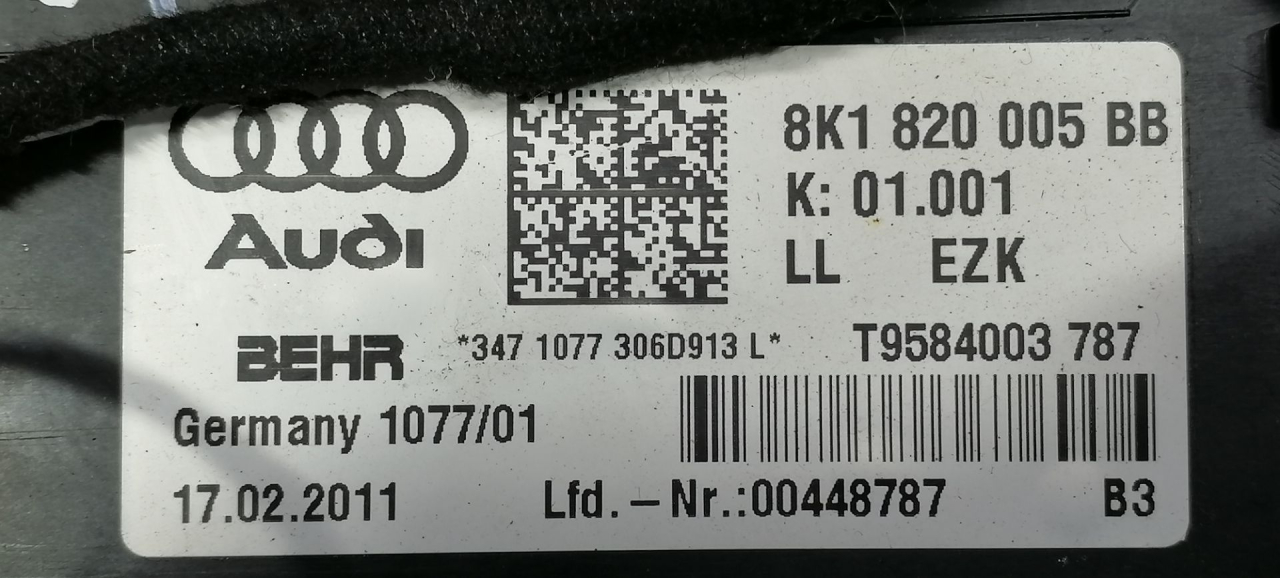 Audi
8K1 820 005 BB
K: 01.001
LL EZK
BEHR
*347 1077 306D913 L*
T9584003 787
Germany 1077/01
17.02.2011
Lfd. – Nr.:00448787
B3